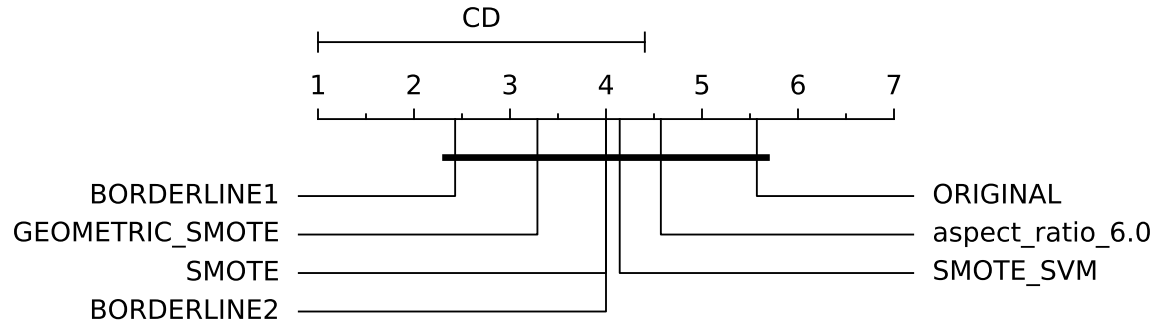 CD
1 2 3 4 5 6 7
BORDERLINE1 ORIGINAL
GEOMETRIC_SMOTE aspect_ratio_6.0
SMOTE SMOTE_SVM
BORDERLINE2